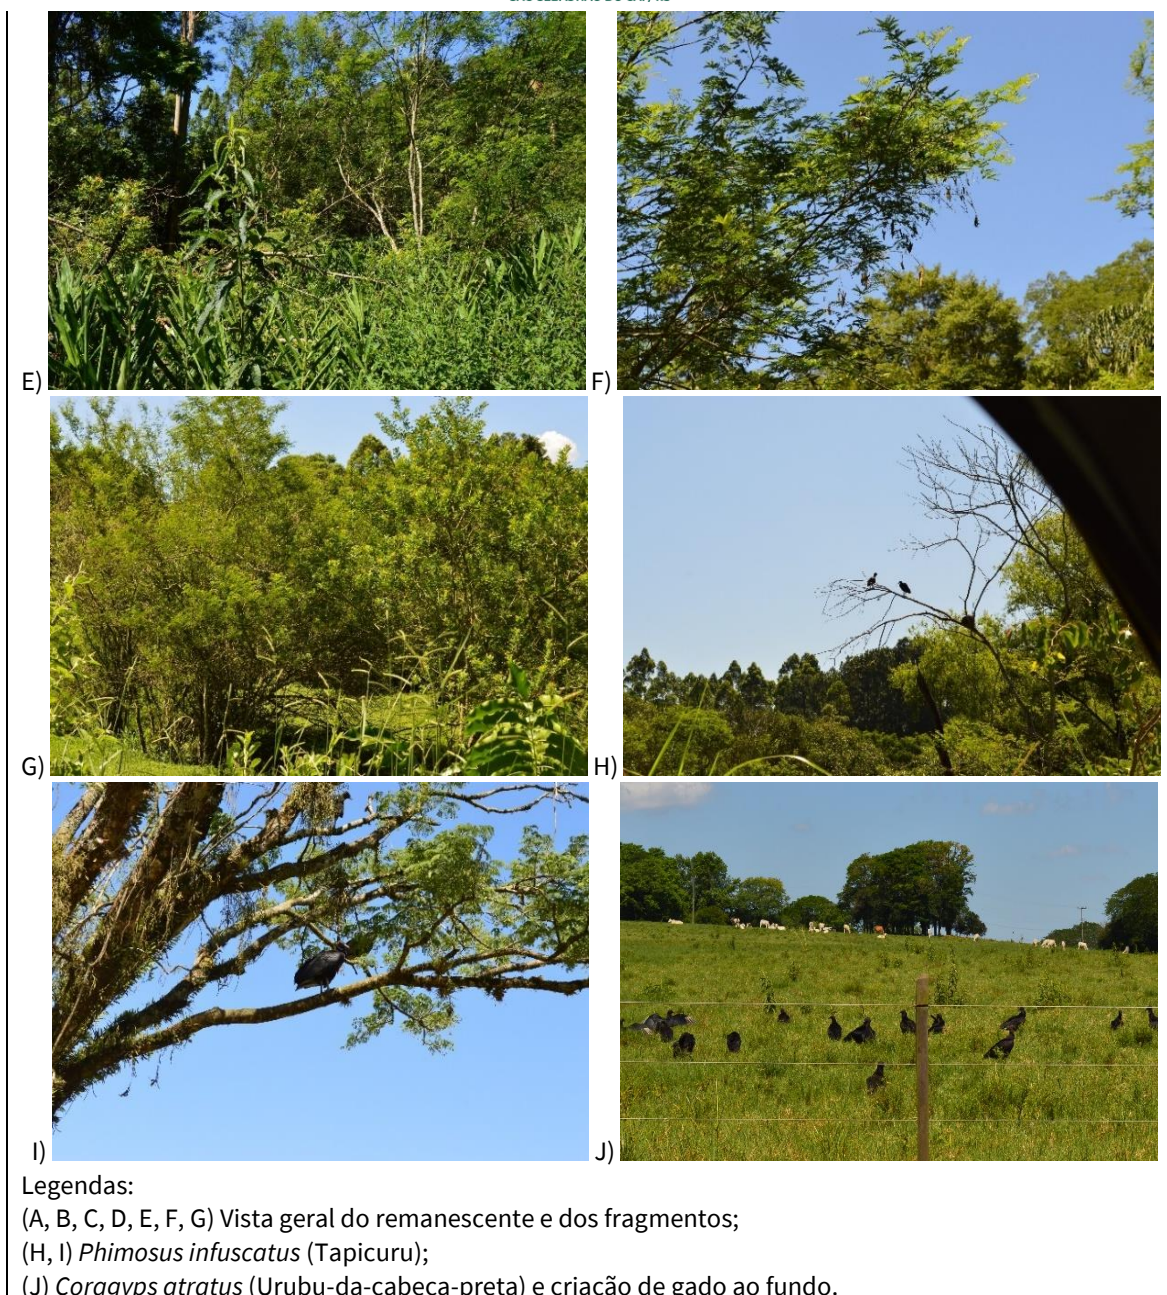 E)
F)
G)
H)
I)
J)
Legendas:
(A, B, C, D, E, F, G) Vista geral do remanescente e dos fragmentos;
(H, I) Phimosus infuscatus (Tapicuru);
(J) Coragyps atratus (Urubu-da-cabeça-preta) e criação de gado ao fundo.